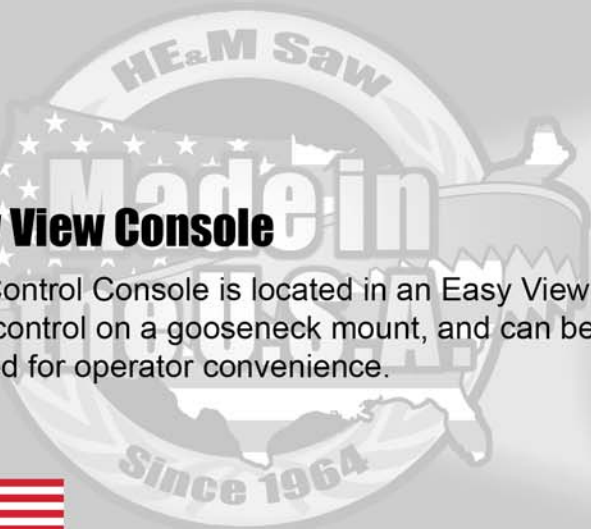 HE&M Saw
Made in
the U.S.A.
View Console
Control Console is located in an Easy View
control on a gooseneck mount, and can be
for operator convenience.
Since 1964